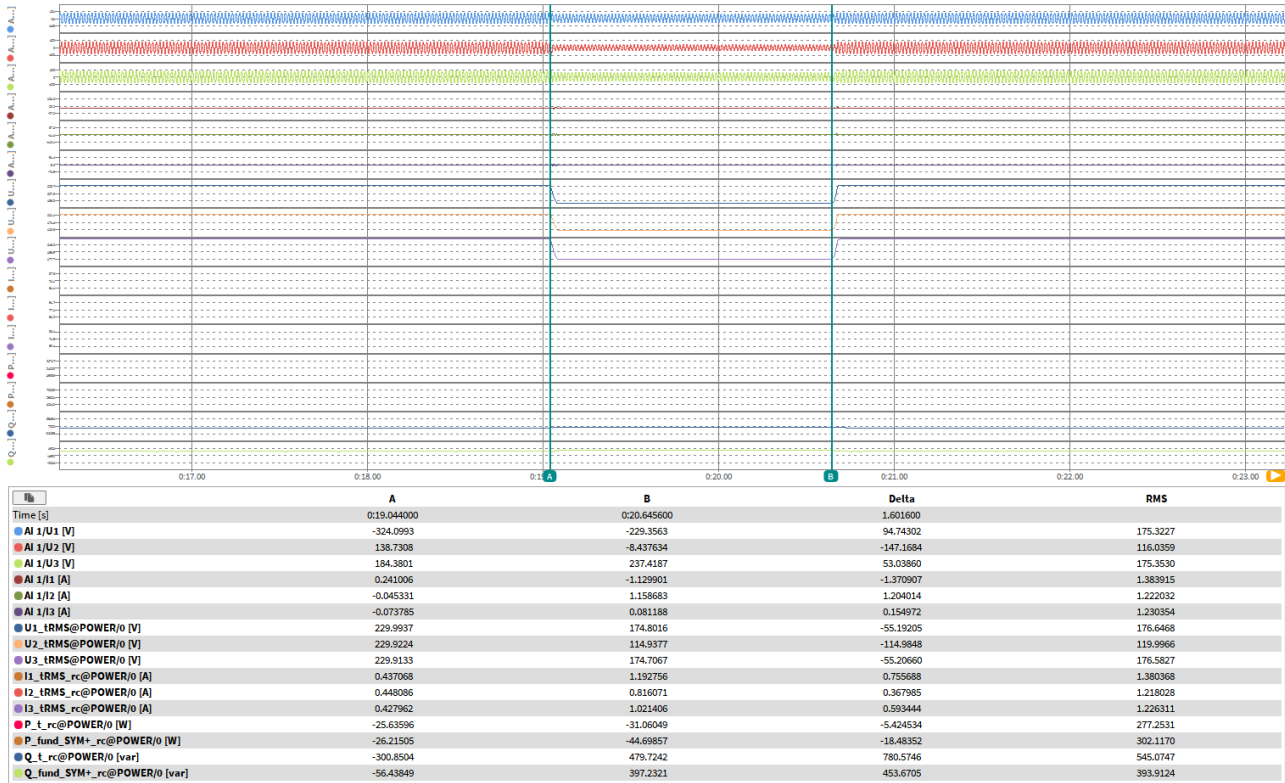 A...
A...
A...
A...
A...
A...
U...
U...
U...
I...
I...
I...
P...
P...
Q...
Q...
0:17.00 0:18.00 A 0:20.00 B 0:21.00 0:22.00 0:23.00
A B Delta RMS
Time [s] 0:19.044000 0:20.645600 1.601600
AI 1/U1 [V] -324.0993 -229.3563 94.74302 175.3227
AI 1/U2 [V] 138.7308 -8.437634 -147.1684 116.0359
AI 1/U3 [V] 184.3801 237.4187 53.03860 175.3530
AI 1/I1 [A] 0.241006 -1.129901 -1.370907 1.383915
AI 1/I2 [A] -0.045331 1.158683 1.204014 1.222032
AI 1/I3 [A] -0.073785 0.081188 0.154972 1.230354
U1_tRMS@POWER/0 [V] 229.9937 174.8016 -55.19205 176.6468
U2_tRMS@POWER/0 [V] 229.9224 114.9377 -114.9848 119.9966
U3_tRMS@POWER/0 [V] 229.9133 174.7067 -55.20660 176.5827
I1_tRMS_rc@POWER/0 [A] 0.437068 1.192756 0.755688 1.380368
I2_tRMS_rc@POWER/0 [A] 0.448086 0.816071 0.367985 1.218028
I3_tRMS_rc@POWER/0 [A] 0.427962 1.021406 0.593444 1.226311
P_t_rc@POWER/0 [W] -25.63596 -31.06049 -5.424534 277.2531
P_fund_SYM+_rc@POWER/0 [W] -26.21505 -44.69857 -18.48352 302.1170
Q_t_rc@POWER/0 [var] -300.8504 479.7242 780.5746 545.0747
Q_fund_SYM+_rc@POWER/0 [var] -56.43849 397.2321 453.6705 393.9124